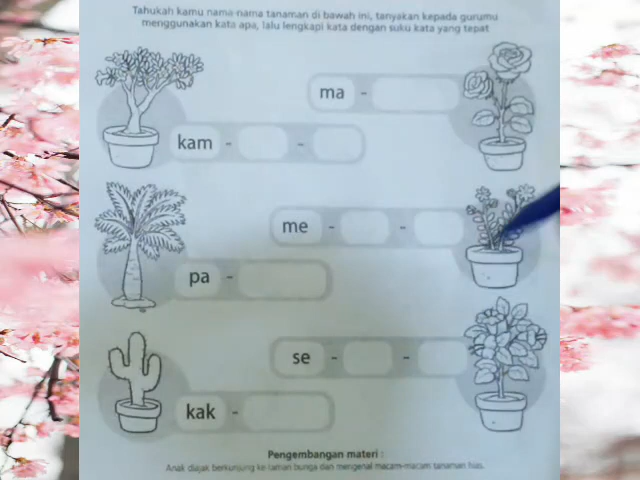 Tahukah kamu nama-nama tanaman di bawah ini, tanyakan kepada gurumu
menggunakan kata apa, lalu lengkapi kata dengan suku kata yang tepat
ma -
kam - -
me - -
pa -
se - -
kak -
Pengembangan materi :
Anak diajak berkunjung ke taman bunga dan mengenal macam-macam tanaman hias.